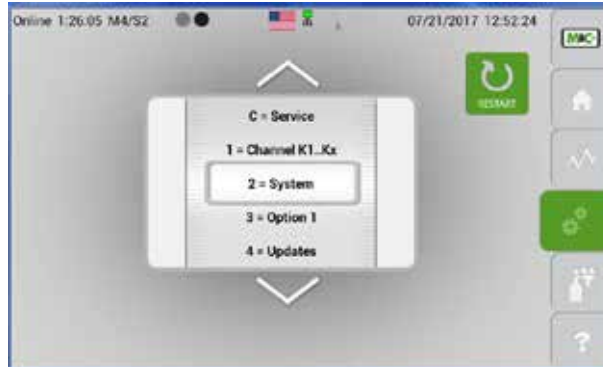 Online 1:26.05 M4/S2 07/21/2017 12:52:24
MBC
RESTART
C = Service
1 = Channel K1..Kx
2 = System
3 = Option 1
4 = Updates
?